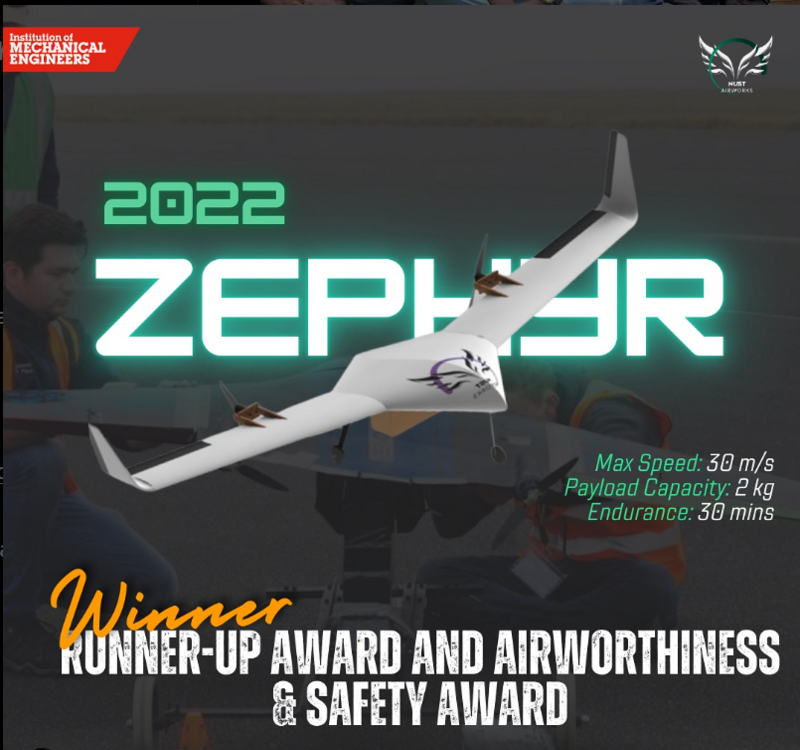 Institution of
MECHANICAL
ENGINEERS
NUST
AIRWORKS
2022
ZEPHYR
Max Speed: 30 m/s
Payload Capacity: 2 kg
Endurance: 30 mins
Winner
RUNNER-UP AWARD AND AIRWORTHINESS
& SAFETY AWARD